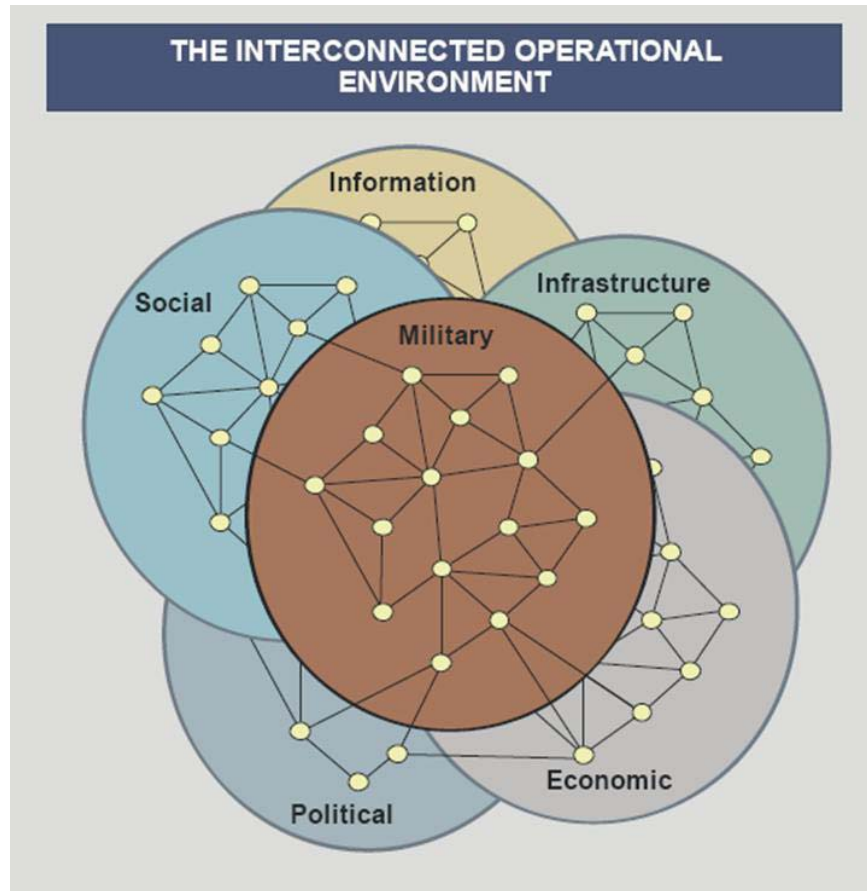 THE INTERCONNECTED OPERATIONAL
ENVIRONMENT
Information
Infrastructure
Social
Military
Economic
Political